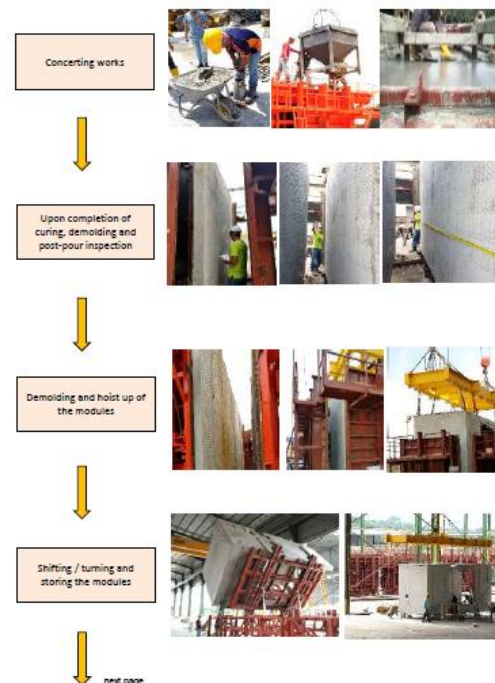 Concerting works
Upon completion of
curing, demolding and
post-pour inspection
Demolding and hoist up of
the modules
Shifting / turning and
storing the modules
next page